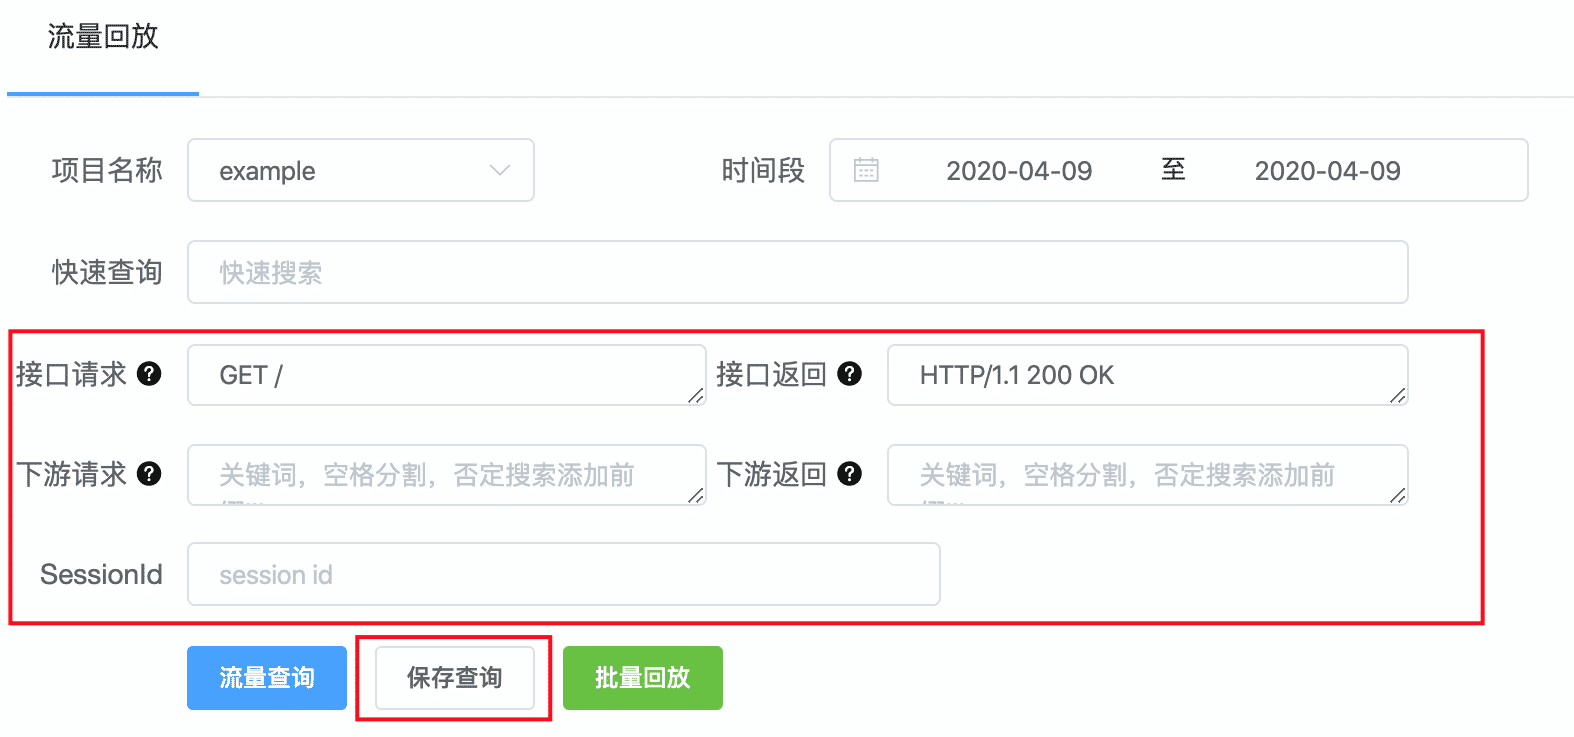 流量回放
项目名称 example 时间段 2020-04-09 至 2020-04-09
快速查询 快速搜索
接口请求 ? GET / 接口返回 ? HTTP/1.1 200 OK
下游请求 ? 关键词，空格分割，否定搜索添加前 下游返回 ? 关键词，空格分割，否定搜索添加前
SessionId session id
流量查询 保存查询 批量回放